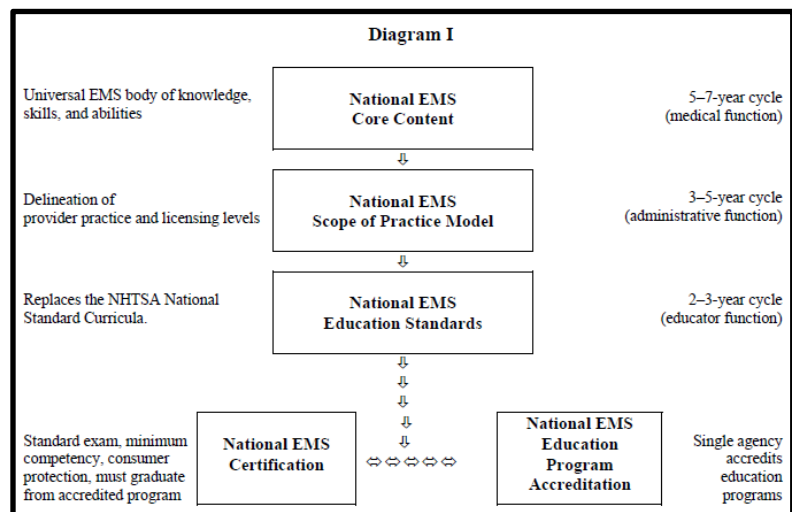 Diagram I
Universal EMS body of knowledge,
skills, and abilities
National EMS
Core Content
5–7-year cycle
(medical function)
Delineation of
provider practice and licensing levels
National EMS
Scope of Practice Model
3–5-year cycle
(administrative function)
Replaces the NHTSA National
Standard Curricula.
National EMS
Education Standards
2–3-year cycle
(educator function)
Standard exam, minimum
competency, consumer
protection, must graduate
from accredited program
National EMS
Certification
National EMS
Education
Program
Accreditation
Single agency
accredits
education
programs